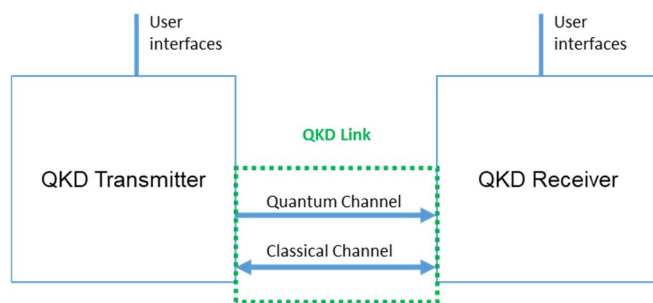 User
interfaces
User
interfaces
QKD Link
QKD Transmitter
QKD Receiver
Quantum Channel
Classical Channel